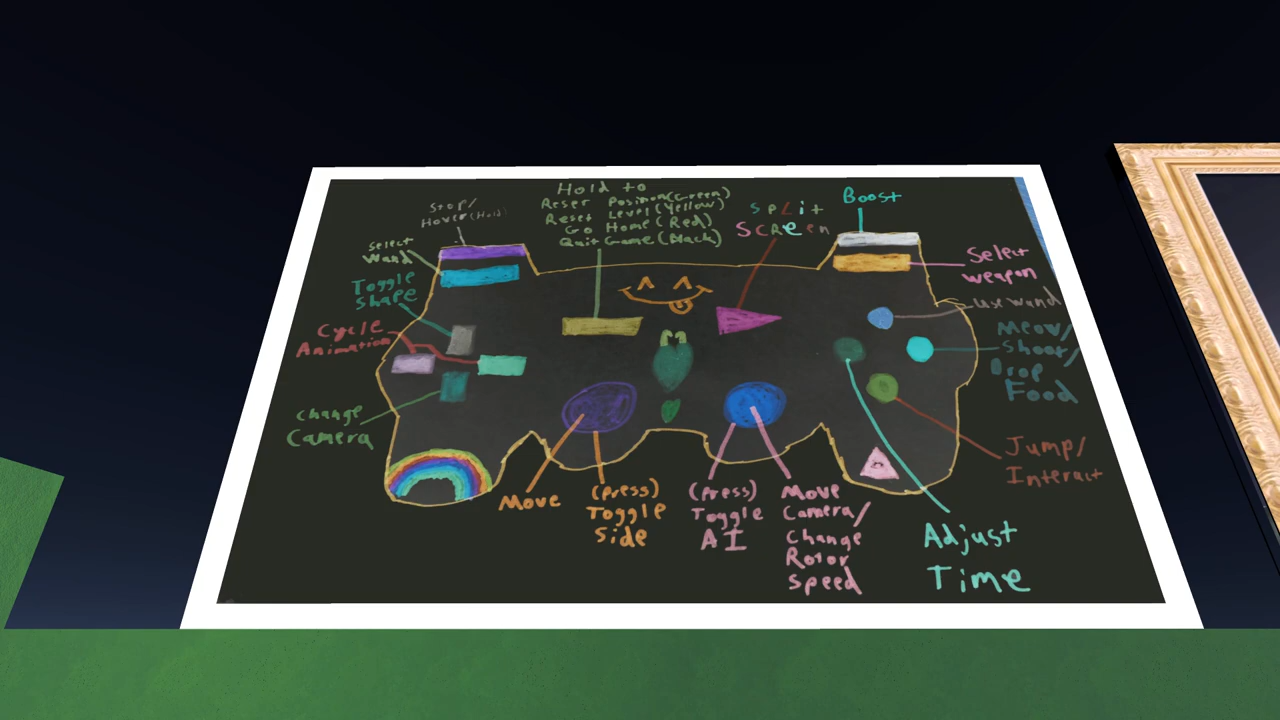 Hold to
Reset Position(Green)
Reset Level(Yellow)
Go Home(Red)
Quit Game(Black)
Stop/
Hover(Hold)
Select
Wand
Toggle
Shape
Cycle
Animation
Change
Camera
SPLit
SCReen
Boost
Select
Weapon
Use wand
Meow/
Shoot/
Drop
Food
Jump/
Interact
Move
(press)
Toggle
Side
(press)
Toggle
AI
Move
Camera/
Change
Rotor
Speed
Adjust
Time